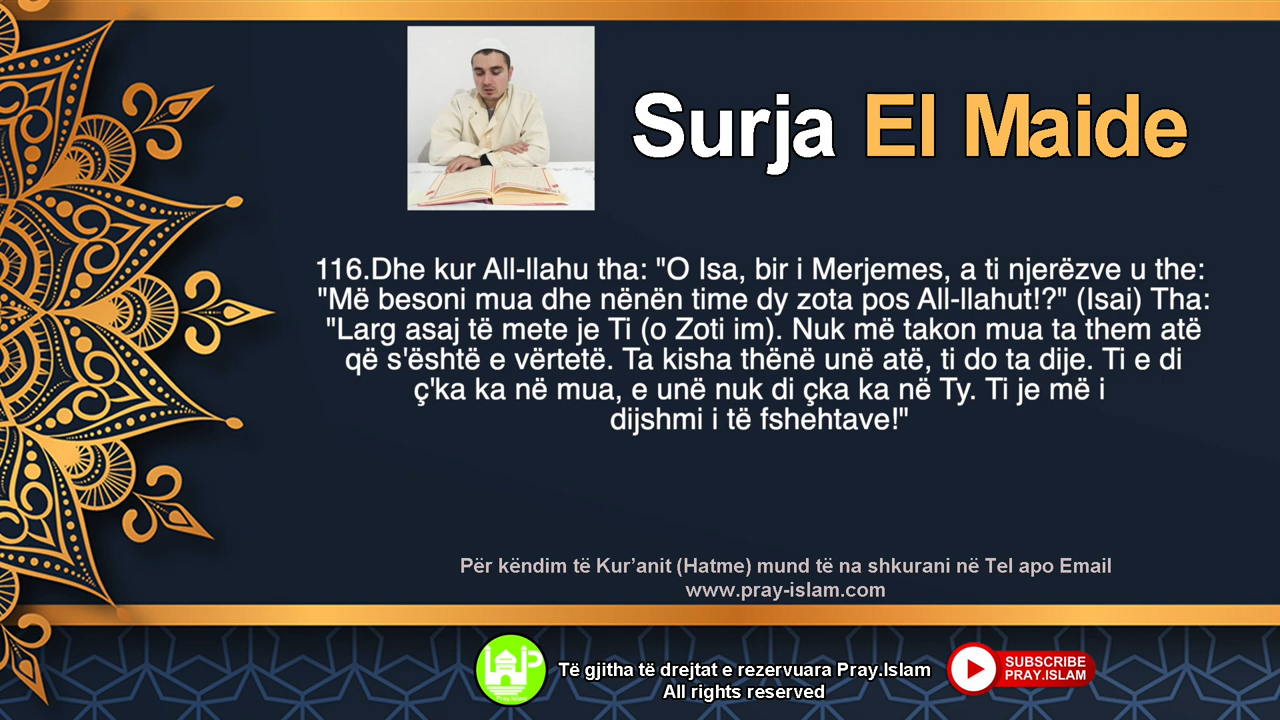 Surja El Maide
116.Dhe kur All-llahu tha: "O Isa, bir i Merjemes, a ti njerëzve u the:
"Më besoni mua dhe nënën time dy zota pos All-llahut!?" (Isai) Tha:
"Larg asaj të mete je Ti (o Zoti im). Nuk më takon mua ta them atë
që s'është e vërtetë. Ta kisha thënë unë atë, ti do ta dije. Ti e di
ç'ka ka në mua, e unë nuk di çka ka në Ty. Ti je më i
dijshmi i të fshehtave!"
Për këndim të Kur’anit (Hatme) mund të na shkurani në Tel apo Email
www.pray-islam.com
Pray.Islam
Të gjitha të drejtat e rezervuara Pray.Islam
All rights reserved
SUBSCRIBE
PRAY.ISLAM